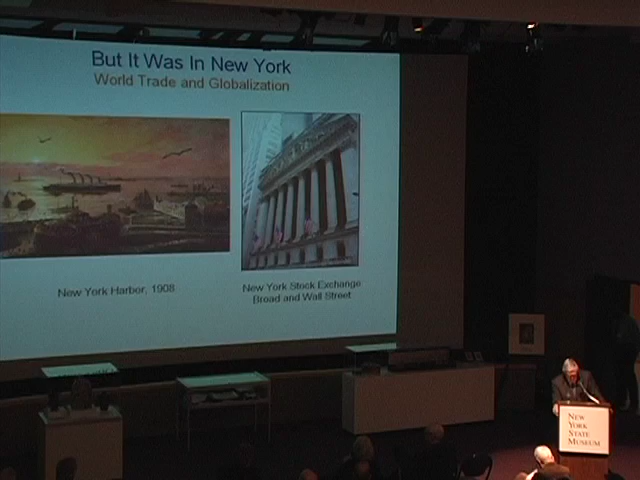 But It Was In New York
World Trade and Globalization
New York Harbor, 1908
New York Stock Exchange
Broad and Wall Street
NEW
YORK
STATE
MUSEUM